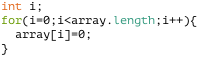 int i;
for(i=0;i<array.length;i++){
  array[i]=0;
}